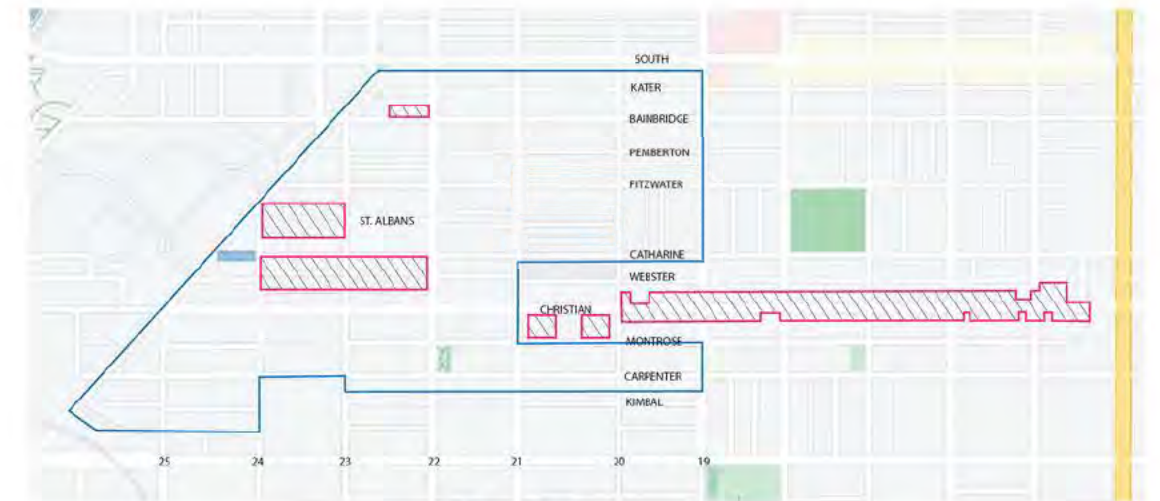 SOUTH
KATER
BAINBRIDGE
PEMBERTON
FITZWATER
ST. ALBANS
CATHARINE
WEBSTER
CHRISTIAN
MONTROSE
CARPENTER
KIMBAL
25 24 23 22 21 20 19